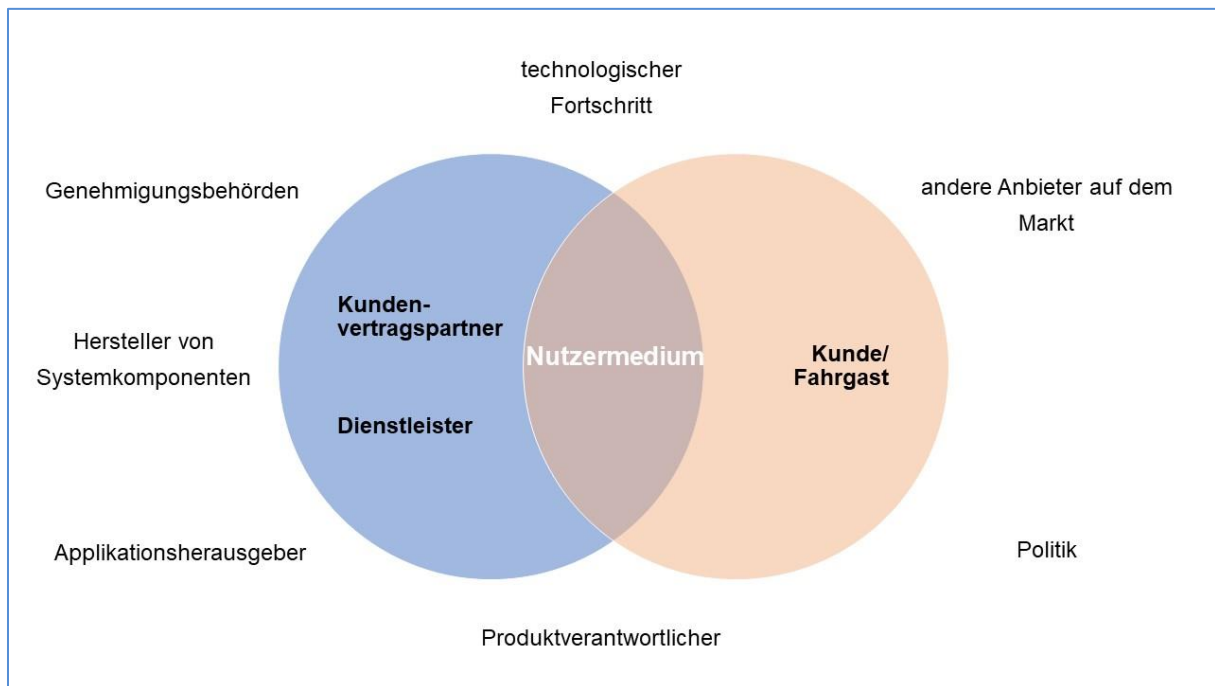 technologischer
Fortschritt
Genehmigungsbehörden
andere Anbieter auf dem
Markt
Kunden-
vertragspartner
Hersteller von
Systemkomponenten
Nutzermedium
Kunde/
Fahrgast
Dienstleister
Applikationsherausgeber
Politik
Produktverantwortlicher